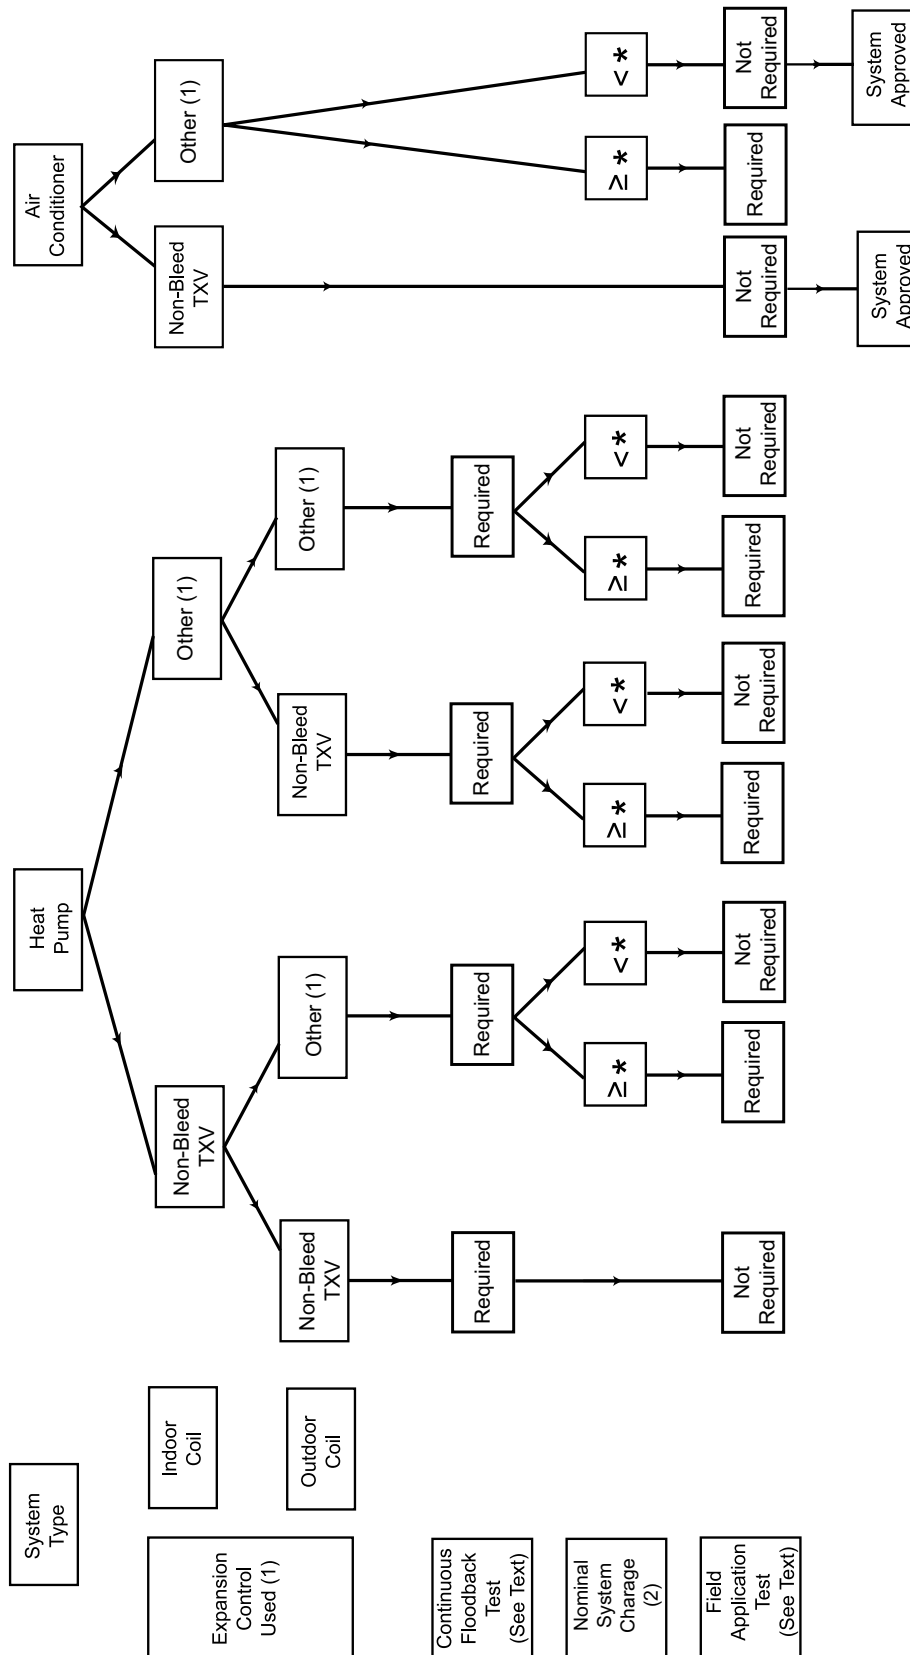 System
Type
Heat
Pump
Air
Conditioner
Expansion
Control
Used (1)
Indoor
Coil
Non-Bleed
TXV
Other (1)
Non-Bleed
TXV
Other (1)
Outdoor
Coil
Non-Bleed
TXV
Other (1)
Non-Bleed
TXV
Other (1)
Continuous
Floodback
Test
(See Text)
Required
Required
Required
Required
Nominal
System
Charage
(2)
≥*
<*
≥*
<*
≥*
<*
≥*
<*
Field
Application
Test
(See Text)
Not
Required
Required
Not
Required
Required
Not
Required
Required
Not
Required
Not
Required
Required
Not
Required
System
Approved
System
Approved